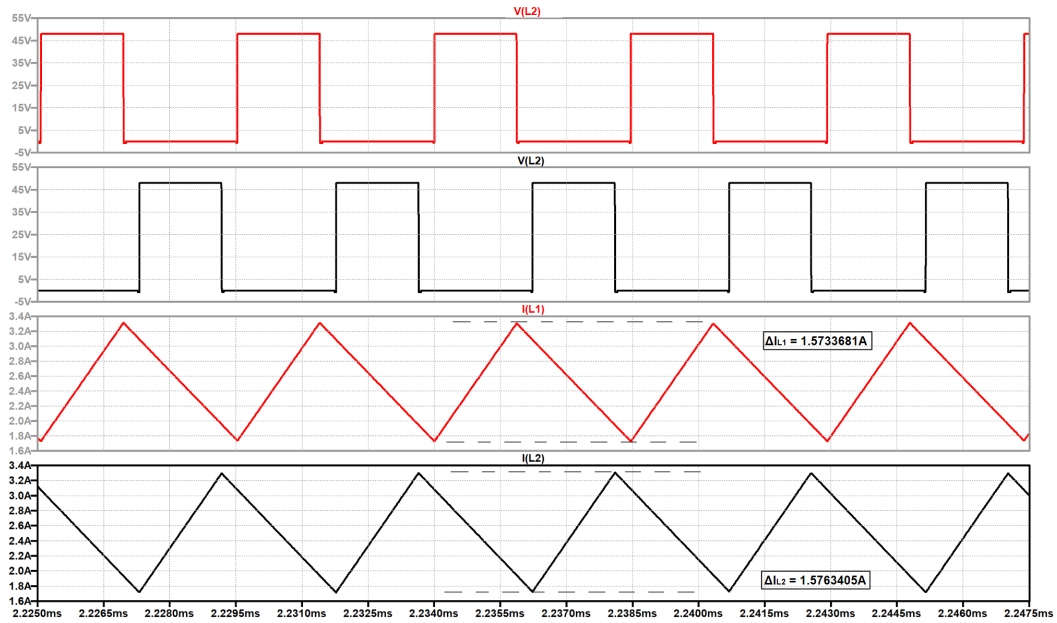 V(L2)
55V
45V
35V
25V
15V
5V
-5V
V(L2)
55V
45V
35V
25V
15V
5V
-5V
I(L1)
3.4A
3.2A
3.0A
2.8A
2.6A
2.4A
2.2A
2.0A
1.8A
1.6A
ΔIL1 = 1.5733681A
I(L2)
3.4A
3.2A
3.0A
2.8A
2.6A
2.4A
2.2A
2.0A
1.8A
1.6A
ΔIL2 = 1.5763405A
2.2250ms 2.2265ms 2.2280ms 2.2295ms 2.2310ms 2.2325ms 2.2340ms 2.2355ms 2.2370ms 2.2385ms 2.2400ms 2.2415ms 2.2430ms 2.2445ms 2.2460ms 2.2475ms